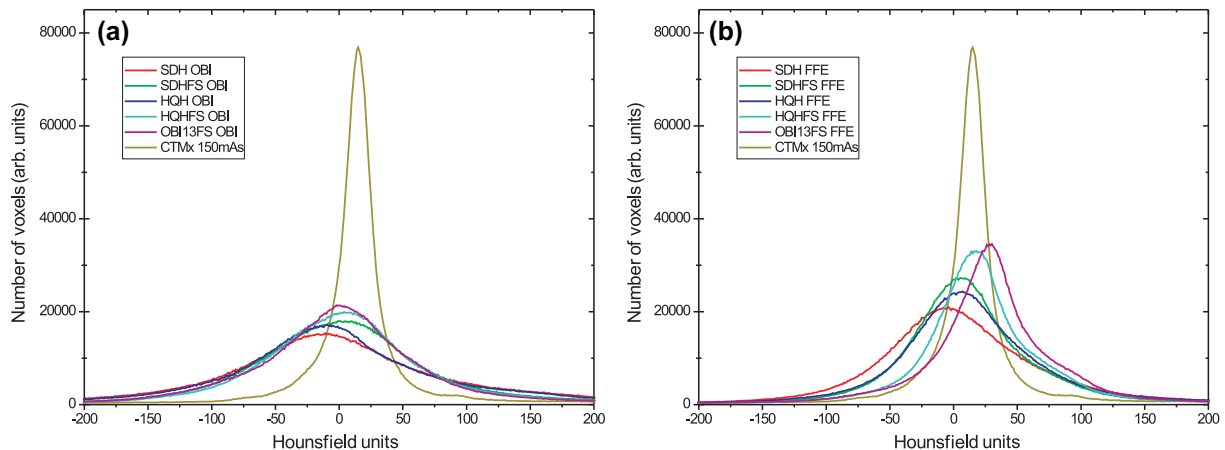 (a)
SDH OBI
SDHFS OBI
HQH OBI
HQHFS OBI
OBI13FS OBI
CTMx 150mAs
80000
60000
40000
20000
0
Number of voxels (arb. units)
-200 -150 -100 -50 0 50 100 150 200
Hounsfield units
(b)
SDH FFE
SDHFS FFE
HQH FFE
HQHFS FFE
OBI13FS FFE
CTMx 150mAs
80000
60000
40000
20000
0
Number of voxels (arb. units)
-200 -150 -100 -50 0 50 100 150 200
Hounsfield units